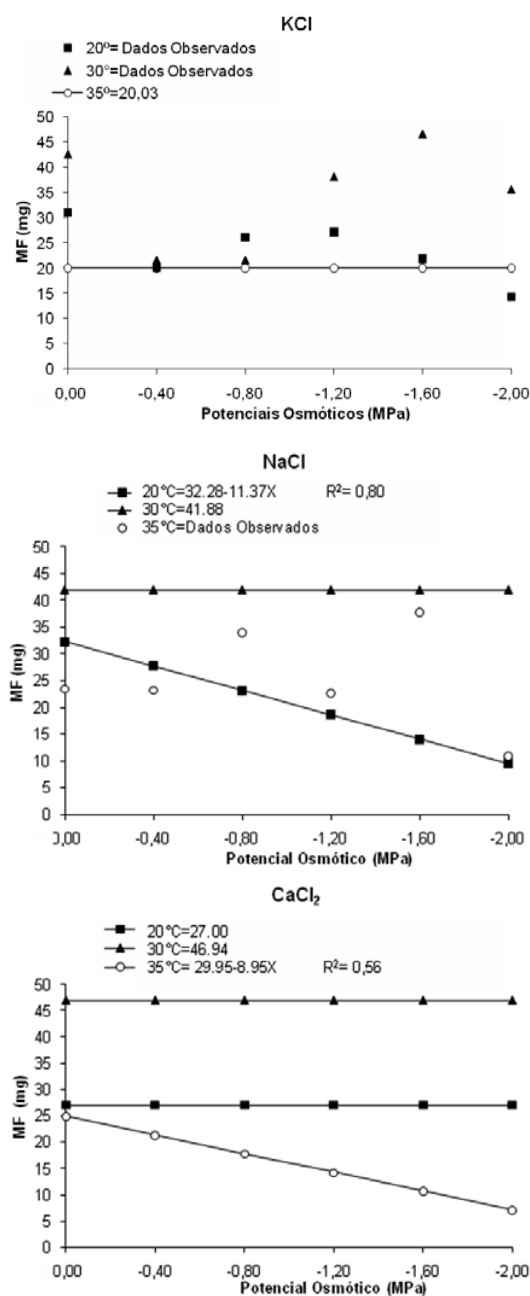 KCl
20º= Dados Observados
30°=Dados Observados
35º=20,03
50
45
40
35
30
25
20
15
10
5
0
MF (mg)
0,00 -0,40 -0,80 -1,20 -1,60 -2,00
Potenciais Osmóticos (MPa)
NaCl
20°C=32.28-11.37X R²= 0,80
30°C=41.88
35°C=Dados Observados
50
45
40
35
30
25
20
15
10
5
0
MF (mg)
0,00 -0,40 -0,80 -1,20 -1,60 -2,00
Potencial Osmótico (MPa)
CaCl₂
20°C=27.00
30°C=46.94
35°C= 29.95-8.95X R²= 0,56
50
45
40
35
30
25
20
15
10
5
0
MF (mg)
0,00 -0,40 -0,80 -1,20 -1,60 -2,00
Potencial Osmótico (MPa)